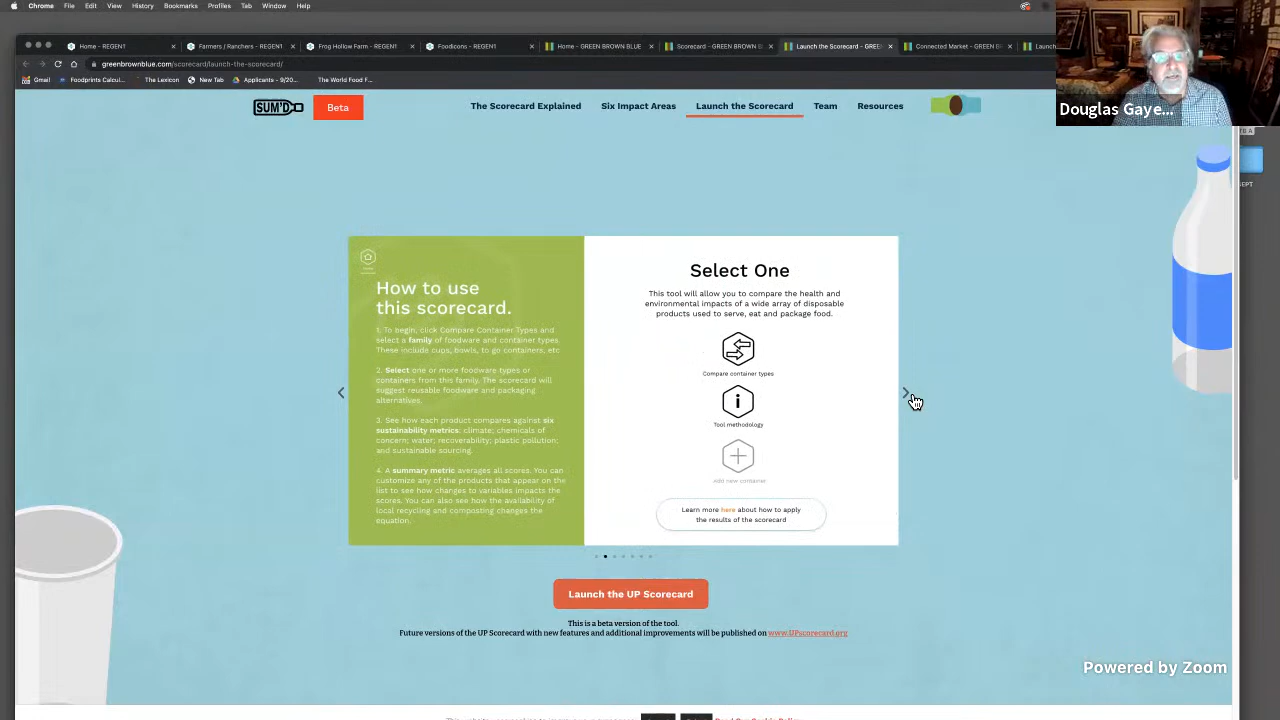 Chrome File Edit View History Bookmarks Profiles Tab Window Help
Home - REGEN1
Farmers / Ranchers - REGEN1
Frog Hollow Farm - REGEN1
Foodicons - REGEN1
Home - GREEN BROWN BLUE
Scorecard - GREEN BROWN B
Launch the Scorecard - GREE
Connected Market - GREEN BR
Launch
greenbrownblue.com/scorecard/launch-the-scorecard/
Gmail Foodprints Calcul... The Lexicon New Tab Applicants - 9/20... The World Food F...
Douglas Gaye...
SUM'D
Beta
The Scorecard Explained Six Impact Areas Launch the Scorecard Team Resources
How to use
this scorecard.
1. To begin, click Compare Container Types and
select a family of foodware and container types.
These include cups, bowls, to go containers, etc
2. Select one or more foodware types or
containers from this family. The scorecard will
suggest reusable foodware and packaging
alternatives.
3. See how each product compares against six
sustainability metrics: climate; chemicals of
concern; water; recoverability; plastic pollution;
and sustainable sourcing.
4. A summary metric averages all scores. You can
customize any of the products that appear on the
list to see how changes to variables impacts the
scores. You can also see how the availability of
local recycling and composting changes the
equation.
Select One
This tool will allow you to compare the health and
environmental impacts of a wide array of disposable
products used to serve, eat and package food.
Compare container types
Tool methodology
Add new container
Learn more here about how to apply
the results of the scorecard
Launch the UP Scorecard
This is a beta version of the tool.
Future versions of the UP Scorecard with new features and additional improvements will be published on www.UPscorecard.org
Powered by Zoom